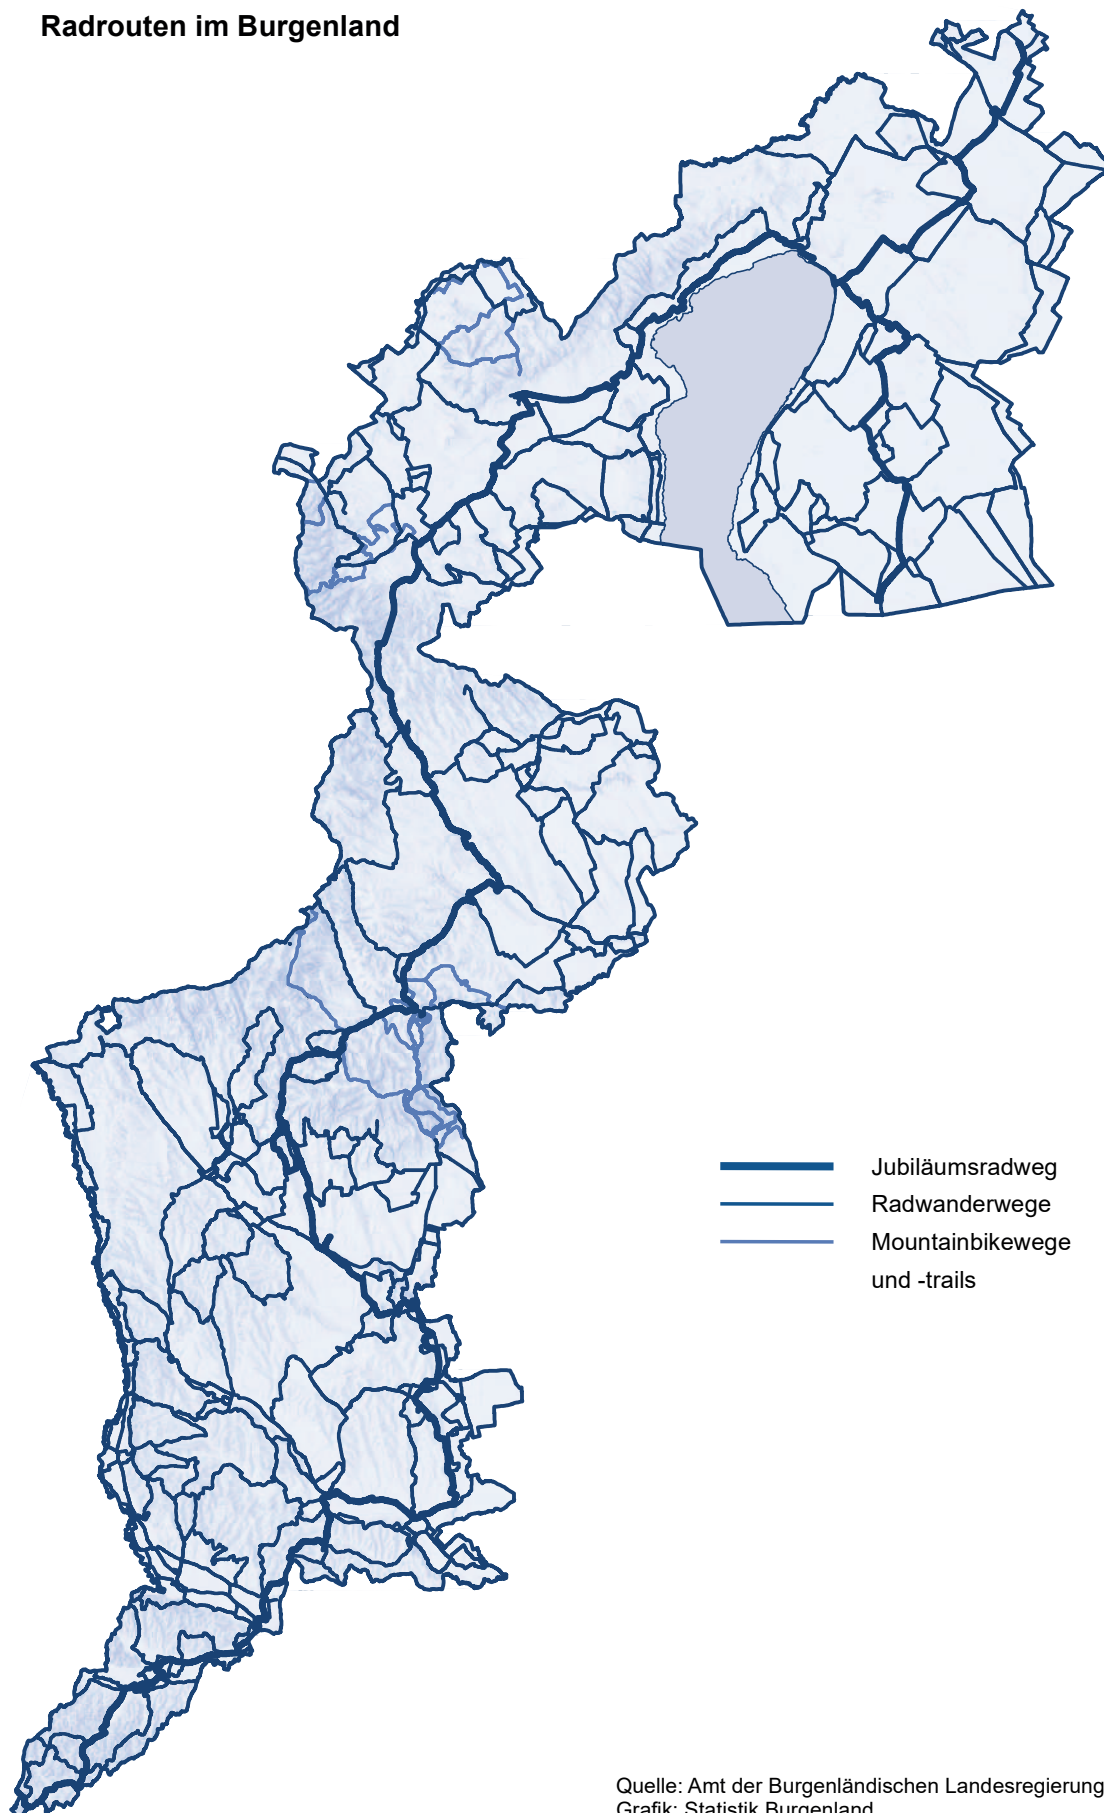 Radrouten im Burgenland
Jubiläumsradweg
Radwanderwege
Mountainbikewege
und -trails
Quelle: Amt der Burgenländischen Landesregierung
Grafik: Statistik Burgenland